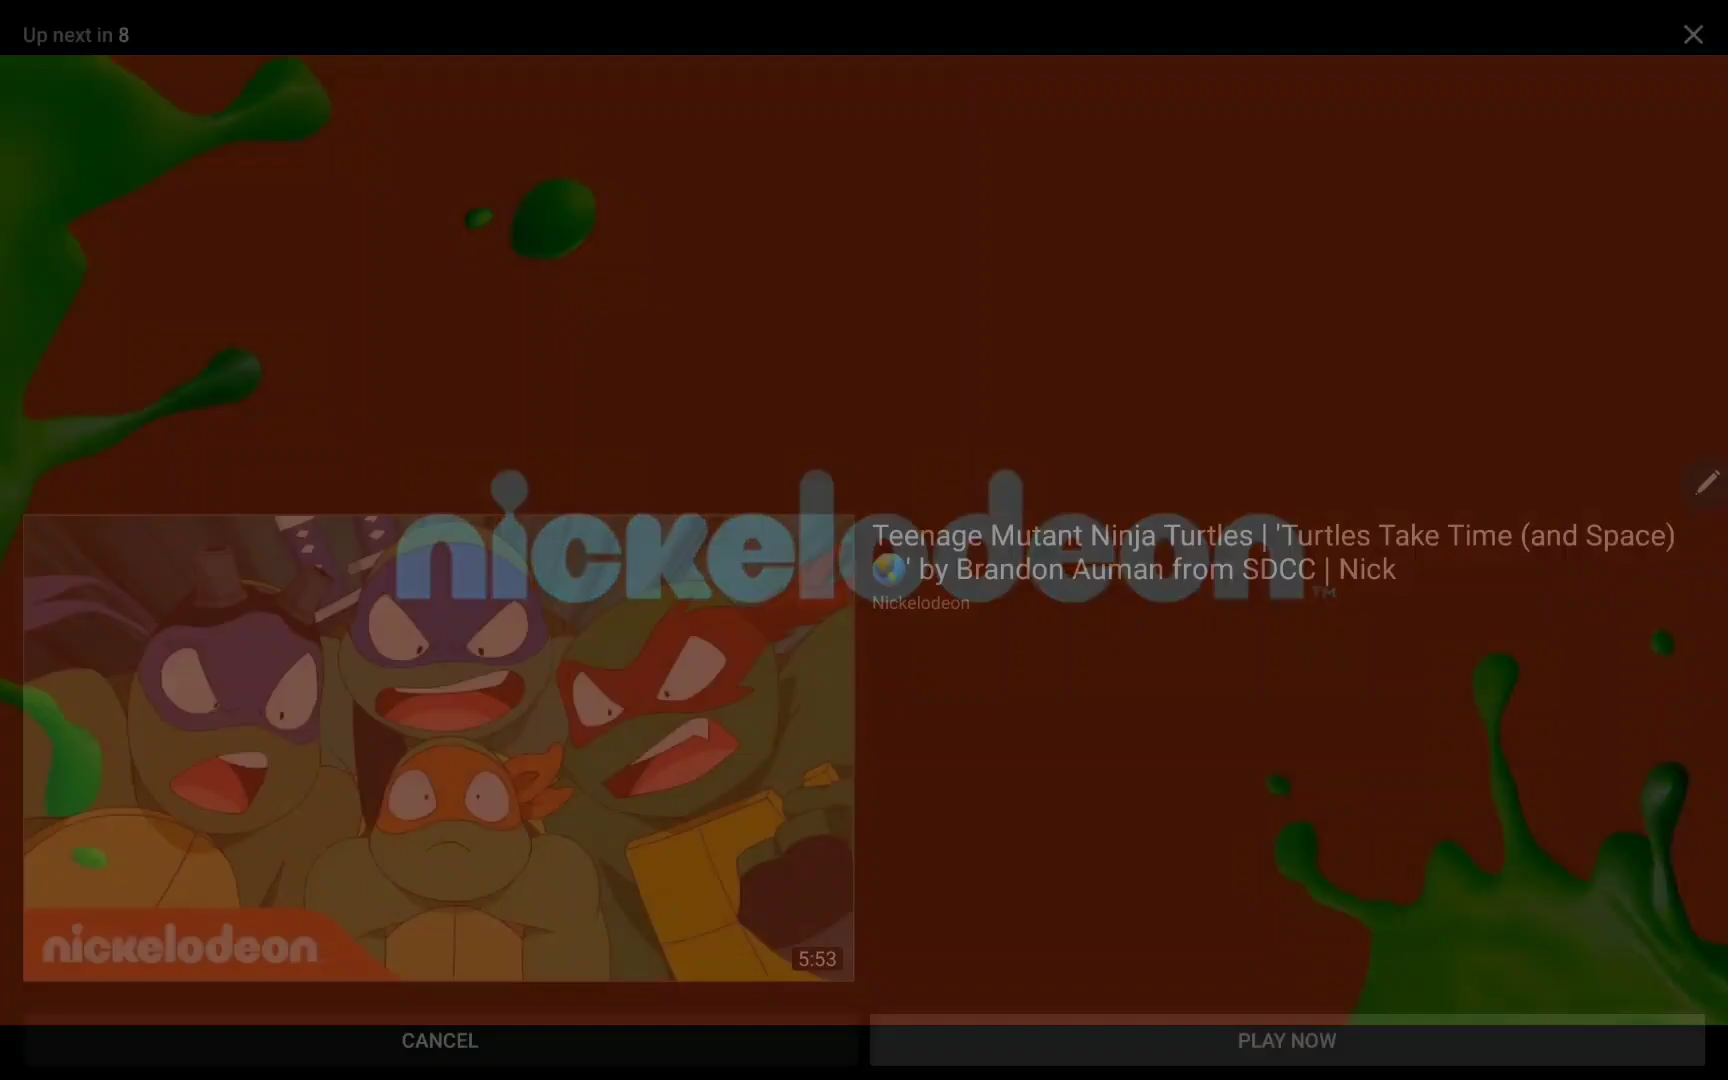 Up next in 8
nickelodeon™
Teenage Mutant Ninja Turtles | 'Turtles Take Time (and Space)
🌎' by Brandon Auman from SDCC | Nick
Nickelodeon
nickelodeon
5:53
CANCEL
PLAY NOW